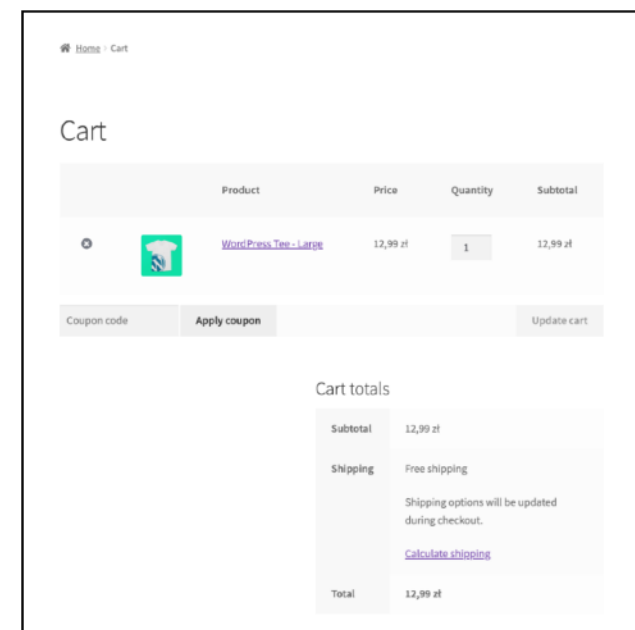 Home › Cart
Cart
Product Price Quantity Subtotal
WordPress Tee - Large 12,99 zł 1 12,99 zł
Coupon code Apply coupon Update cart
Cart totals
Subtotal 12,99 zł
Shipping Free shipping
Shipping options will be updated
during checkout.
Calculate shipping
Total 12,99 zł